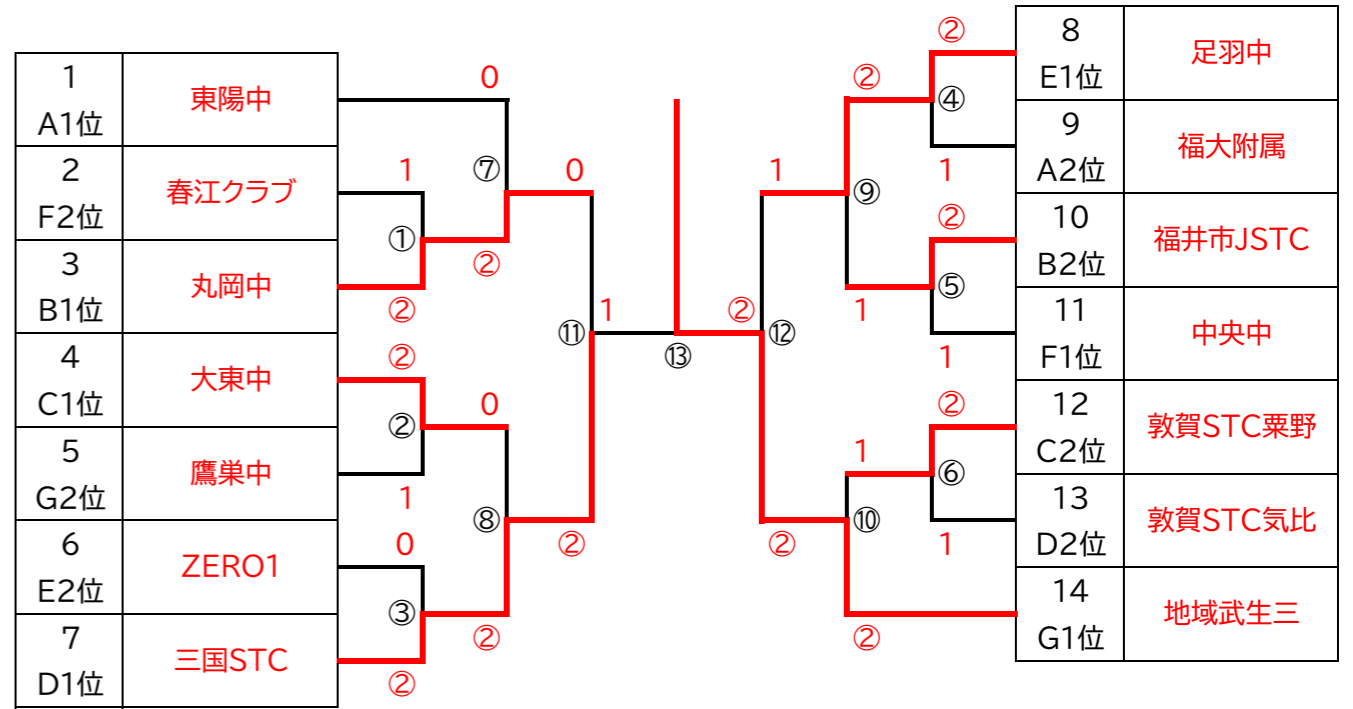 1
A1位
東陽中
2
F2位
春江クラブ
3
B1位
丸岡中
4
C1位
大東中
5
G2位
鷹巣中
6
E2位
ZERO1
7
D1位
三国STC
0
⑦
1
①
②
②
0
②
②
1
0
⑧
0
③
②
②
②
⑪
1
⑬
②
⑫
1
②
②
④
1
⑨
②
⑤
1
1
②
1
⑥
⑩
1
②
②
8
E1位
足羽中
9
A2位
福大附属
10
B2位
福井市JSTC
11
F1位
中央中
12
C2位
敦賀STC粟野
13
D2位
敦賀STC気比
14
G1位
地域武生三